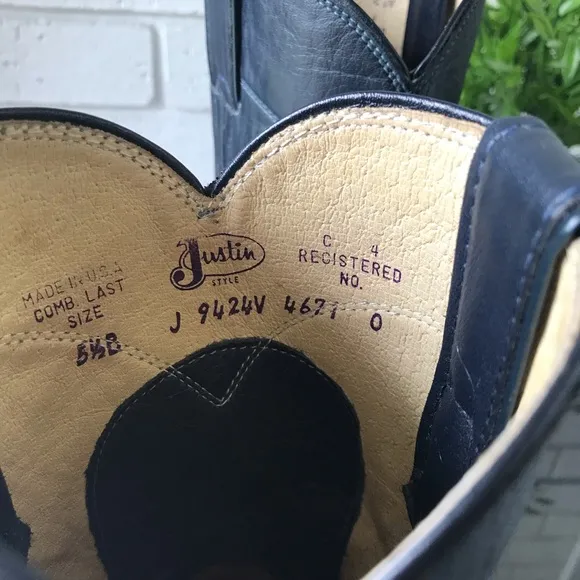 MADE IN U.S.A
COMB. LAST
SIZE
5½B
Justin
STYLE
J 9424V 4671 0
C 4
REGISTERED
NO.